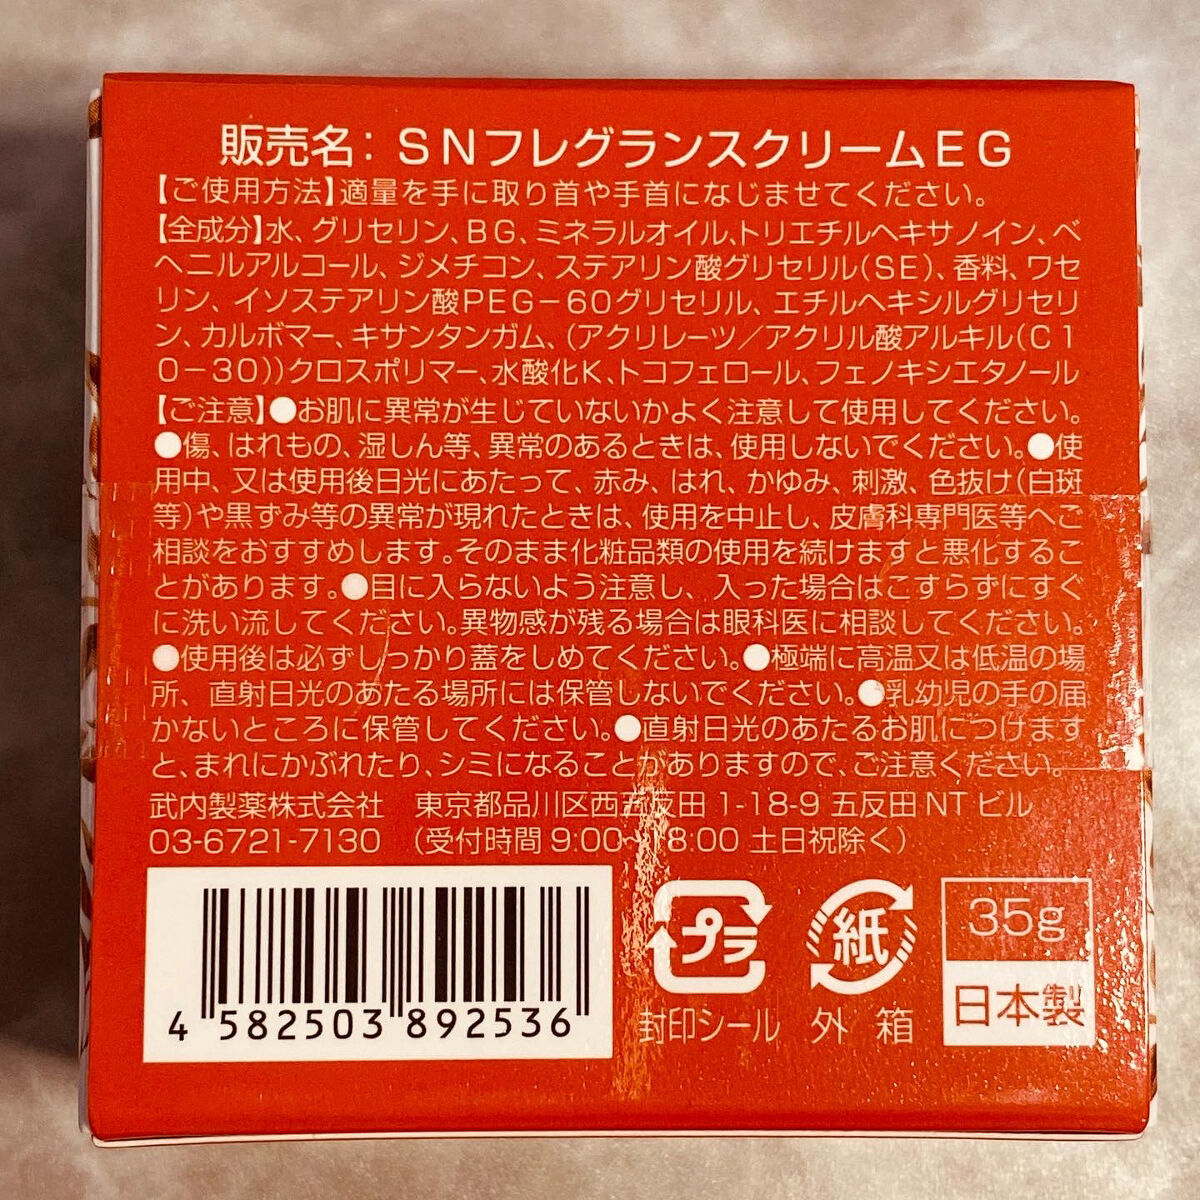 販売名：ＳＮフレグランスクリームＥＧ
【ご使用方法】適量を手に取り首や手首になじませてください。
【全成分】水、グリセリン、ＢＧ、ミネラルオイル、トリエチルヘキサノイン、ベ
ヘニルアルコール、ジメチコン、ステアリン酸グリセリル（ＳＥ）、香料、ワセ
リン、イソステアリン酸ＰＥＧ－６０グリセリル、エチルヘキシルグリセリ
ン、カルボマー、キサンタンガム、（アクリレーツ／アクリル酸アルキル（Ｃ１
０－３０））クロスポリマー、水酸化Ｋ、トコフェロール、フェノキシエタノール
【ご注意】●お肌に異常が生じていないかよく注意して使用してください。
●傷、はれもの、湿しん等、異常のあるときは、使用しないでください。●使
用中、又は使用後日光にあたって、赤み、はれ、かゆみ、刺激、色抜け（白斑
等）や黒ずみ等の異常が現れたときは、使用を中止し、皮膚科専門医等へご
相談をおすすめします。そのまま化粧品類の使用を続けますと悪化するこ
とがあります。●目に入らないよう注意し、入った場合はこすらずにすぐ
に洗い流してください。異物感が残る場合は眼科医に相談してください。
●使用後は必ずしっかり蓋をしめてください。●極端に高温又は低温の場
所、直射日光のあたる場所には保管しないでください。●乳幼児の手の届
かないところに保管してください。●直射日光のあたるお肌につけます
と、まれにかぶれたり、シミになることがありますので、ご注意ください。
武内製薬株式会社　東京都品川区西五反田 1-18-9 五反田 NT ビル
03-6721-7130　（受付時間 9:00～18:00 土日祝除く）
4 582503 892536
プラ
封印シール
紙
外箱
35g
日本製